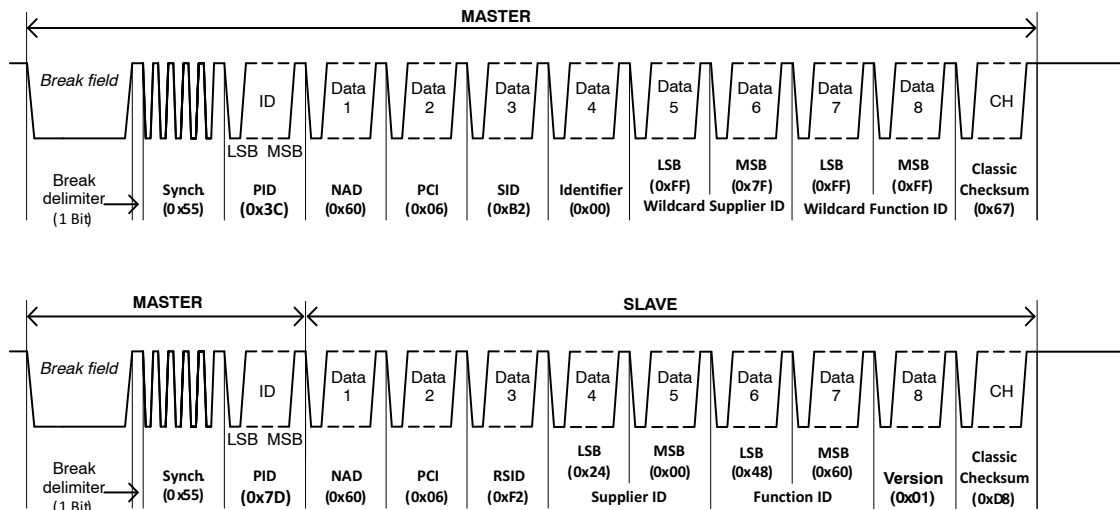 MASTER
Break field
ID
Data 1
Data 2
Data 3
Data 4
Data 5
Data 6
Data 7
Data 8
CH
LSB MSB
Break delimiter (1 Bit)
Synch. (0x55)
PID (0x3C)
NAD (0x60)
PCI (0x06)
SID (0xB2)
Identifier (0x00)
LSB (0xFF)
MSB (0x7F)
Wildcard Supplier ID
LSB (0xFF)
MSB (0xFF)
Wildcard Function ID
Classic Checksum (0x67)
MASTER
SLAVE
Break field
ID
Data 1
Data 2
Data 3
Data 4
Data 5
Data 6
Data 7
Data 8
CH
LSB MSB
Break delimiter (1 Bit)
Synch. (0x55)
PID (0x7D)
NAD (0x60)
PCI (0x06)
RSID (0xF2)
LSB (0x24)
MSB (0x00)
Supplier ID
LSB (0x48)
MSB (0x60)
Function ID
Version (0x01)
Classic Checksum (0xD8)